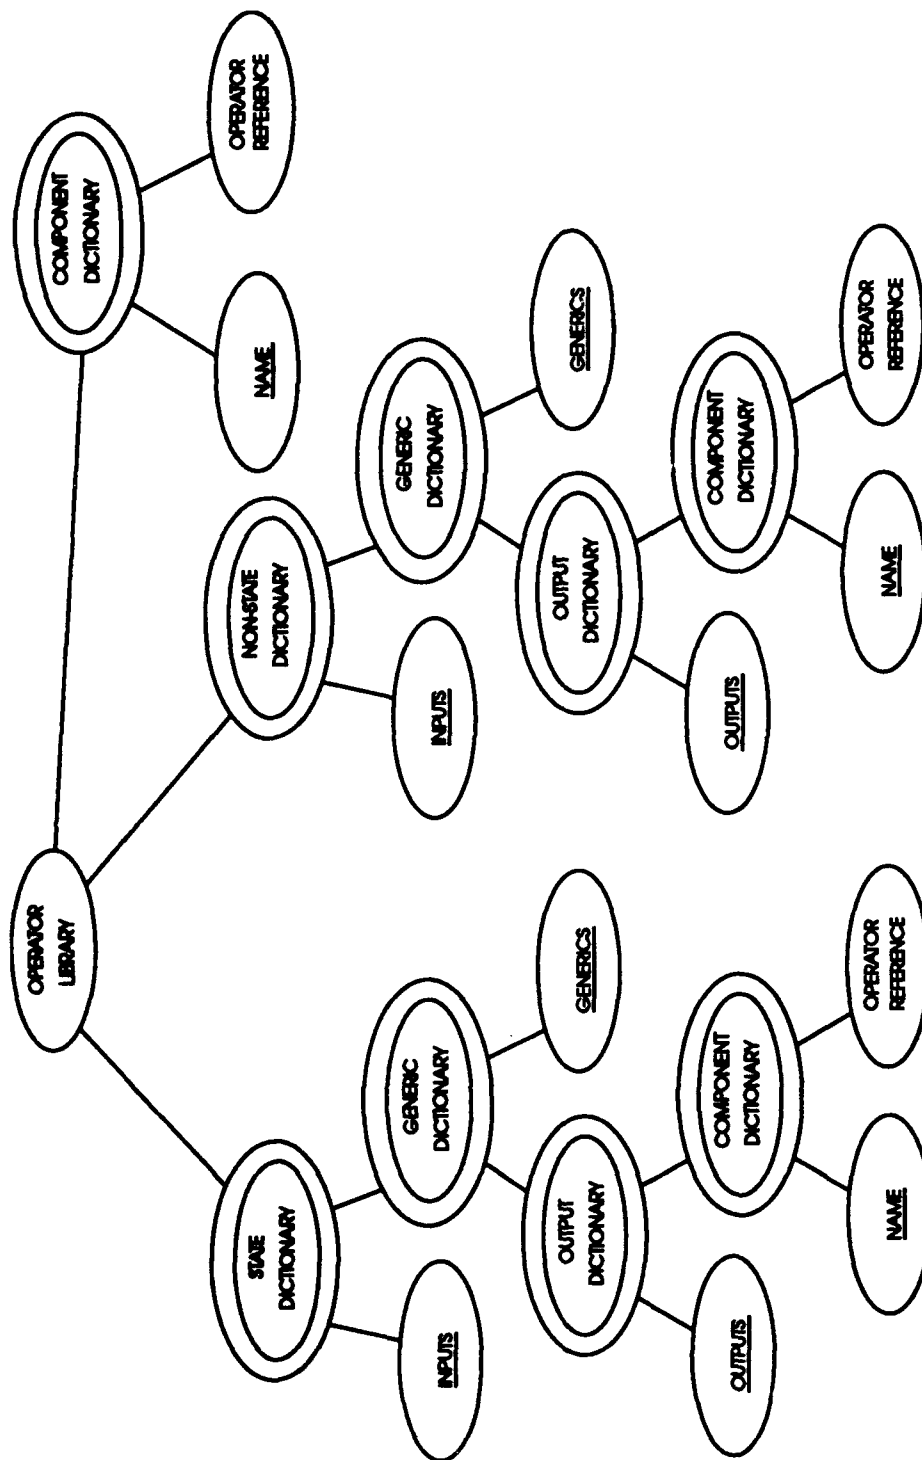 OPERATOR
LIBRARY
STATE
DICTIONARY
NON-STATE
DICTIONARY
COMPONENT
DICTIONARY
INPUTS
GENERIC
DICTIONARY
INPUTS
GENERIC
DICTIONARY
NAME
OPERATOR
REFERENCE
OUTPUT
DICTIONARY
GENERICS
OUTPUT
DICTIONARY
GENERICS
OUTPUTS
COMPONENT
DICTIONARY
OUTPUTS
COMPONENT
DICTIONARY
NAME
OPERATOR
REFERENCE
NAME
OPERATOR
REFERENCE